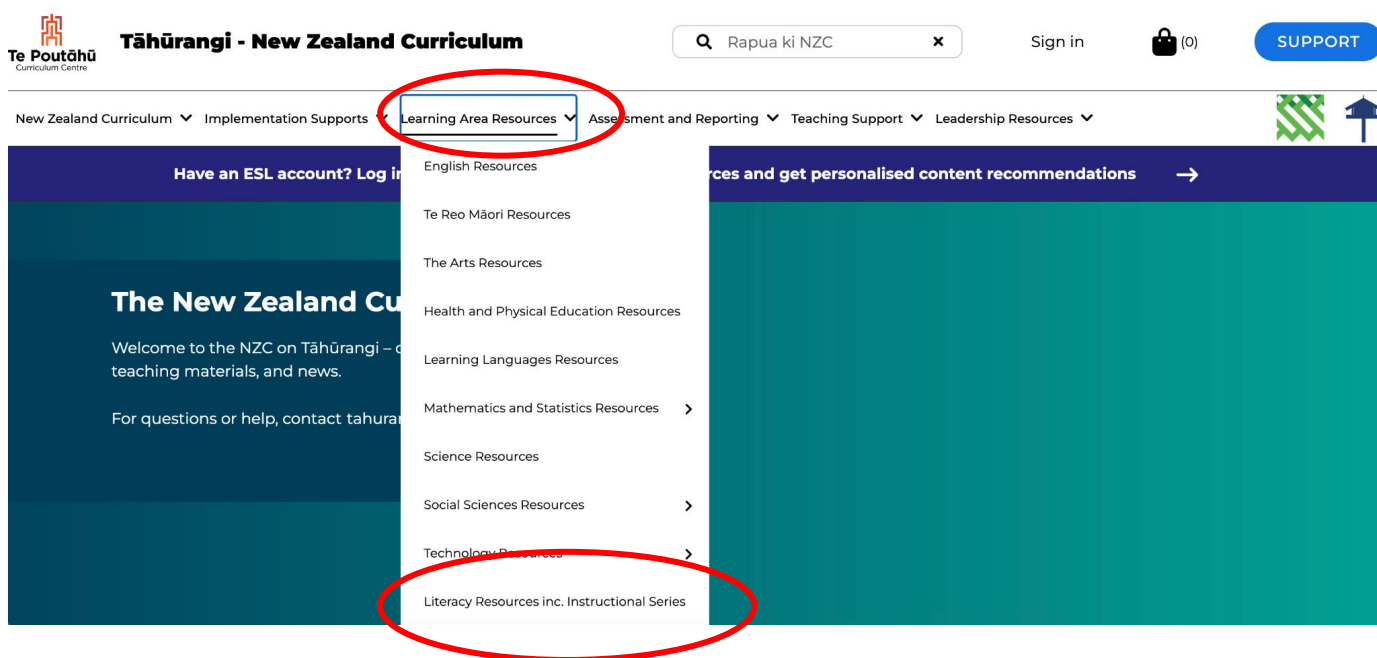 Te Poutāhū
Curriculum Centre
Tāhūrangi - New Zealand Curriculum
Rapua ki NZC
Sign in
(0)
SUPPORT
New Zealand Curriculum
Implementation Supports
Learning Area Resources
Assessment and Reporting
Teaching Support
Leadership Resources
Have an ESL account? Log in
rces and get personalised content recommendations
English Resources
Te Reo Māori Resources
The Arts Resources
Health and Physical Education Resources
Learning Languages Resources
Mathematics and Statistics Resources
Science Resources
Social Sciences Resources
Technology Resources
Literacy Resources inc. Instructional Series
The New Zealand Cu
Welcome to the NZC on Tāhūrangi –
teaching materials, and news.
For questions or help, contact tahura